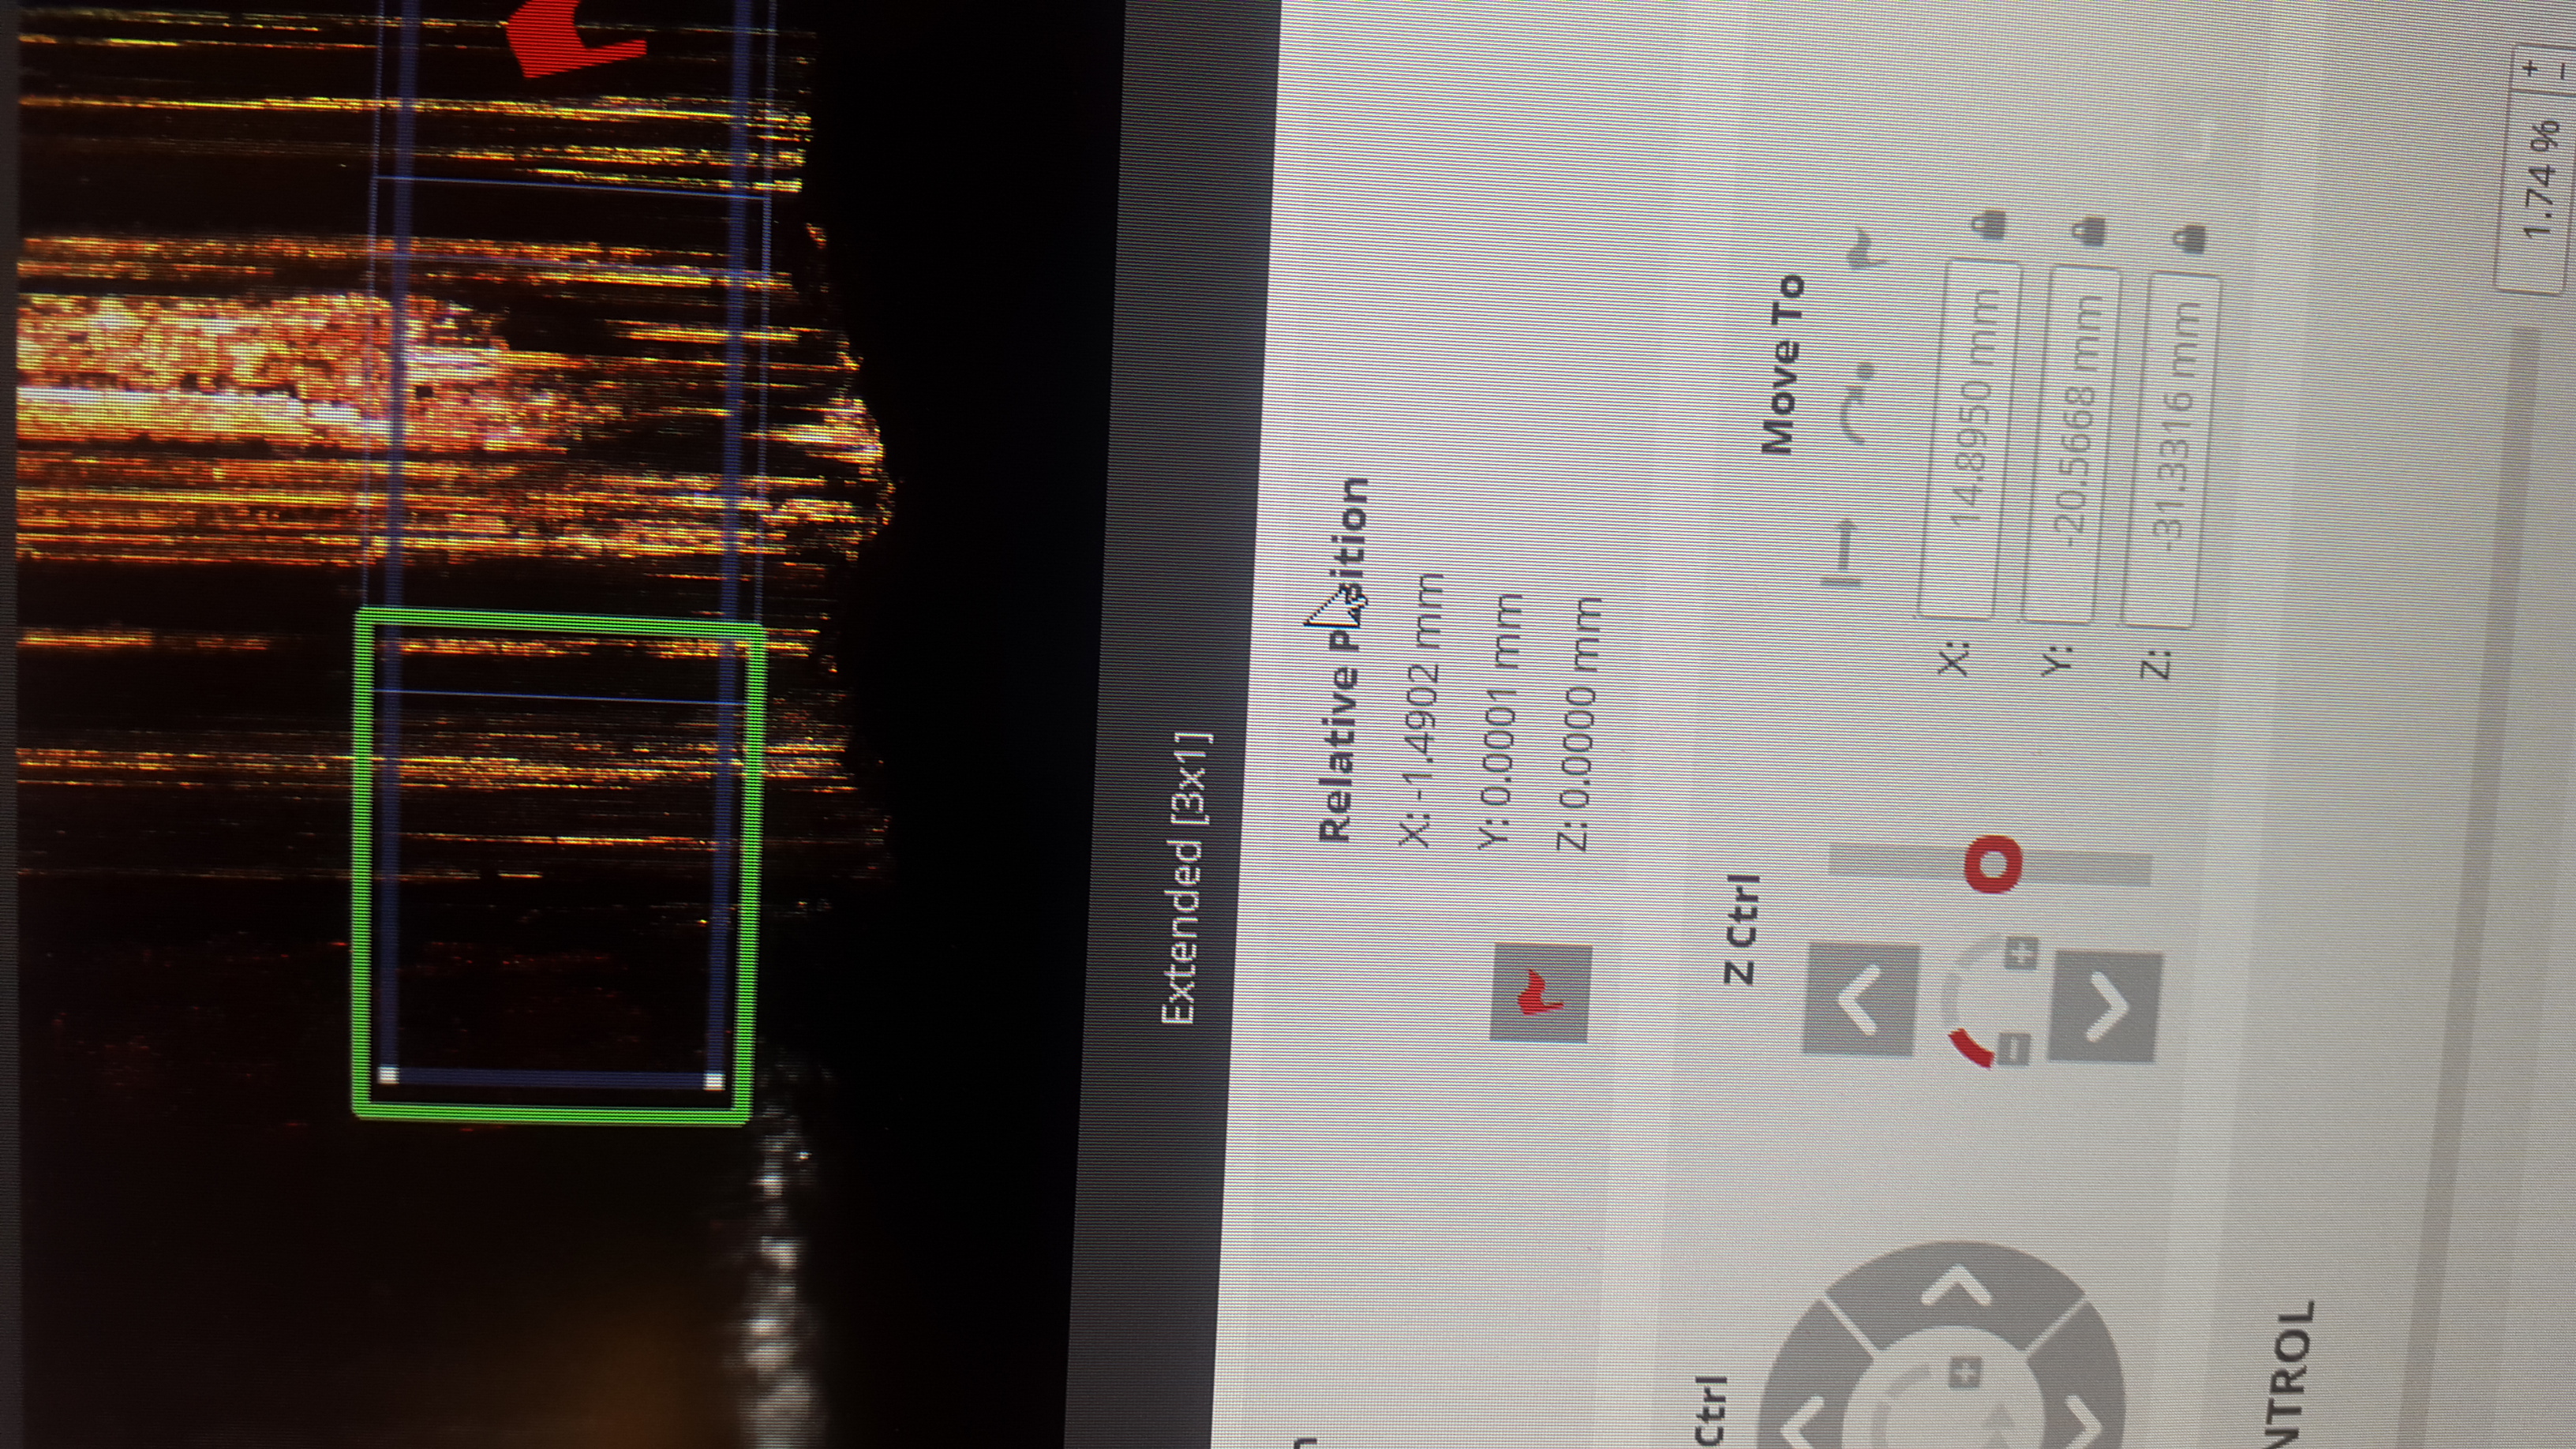 Extended [3x1]
Relative Position
X: -1.4902 mm
Y: 0.0001 mm
Z: 0.0000 mm
Ctrl
Z Ctrl
Move To
X: 14.8950 mm
Y: -20.5668 mm
Z: -31.3316 mm
NTROL
1.74 %